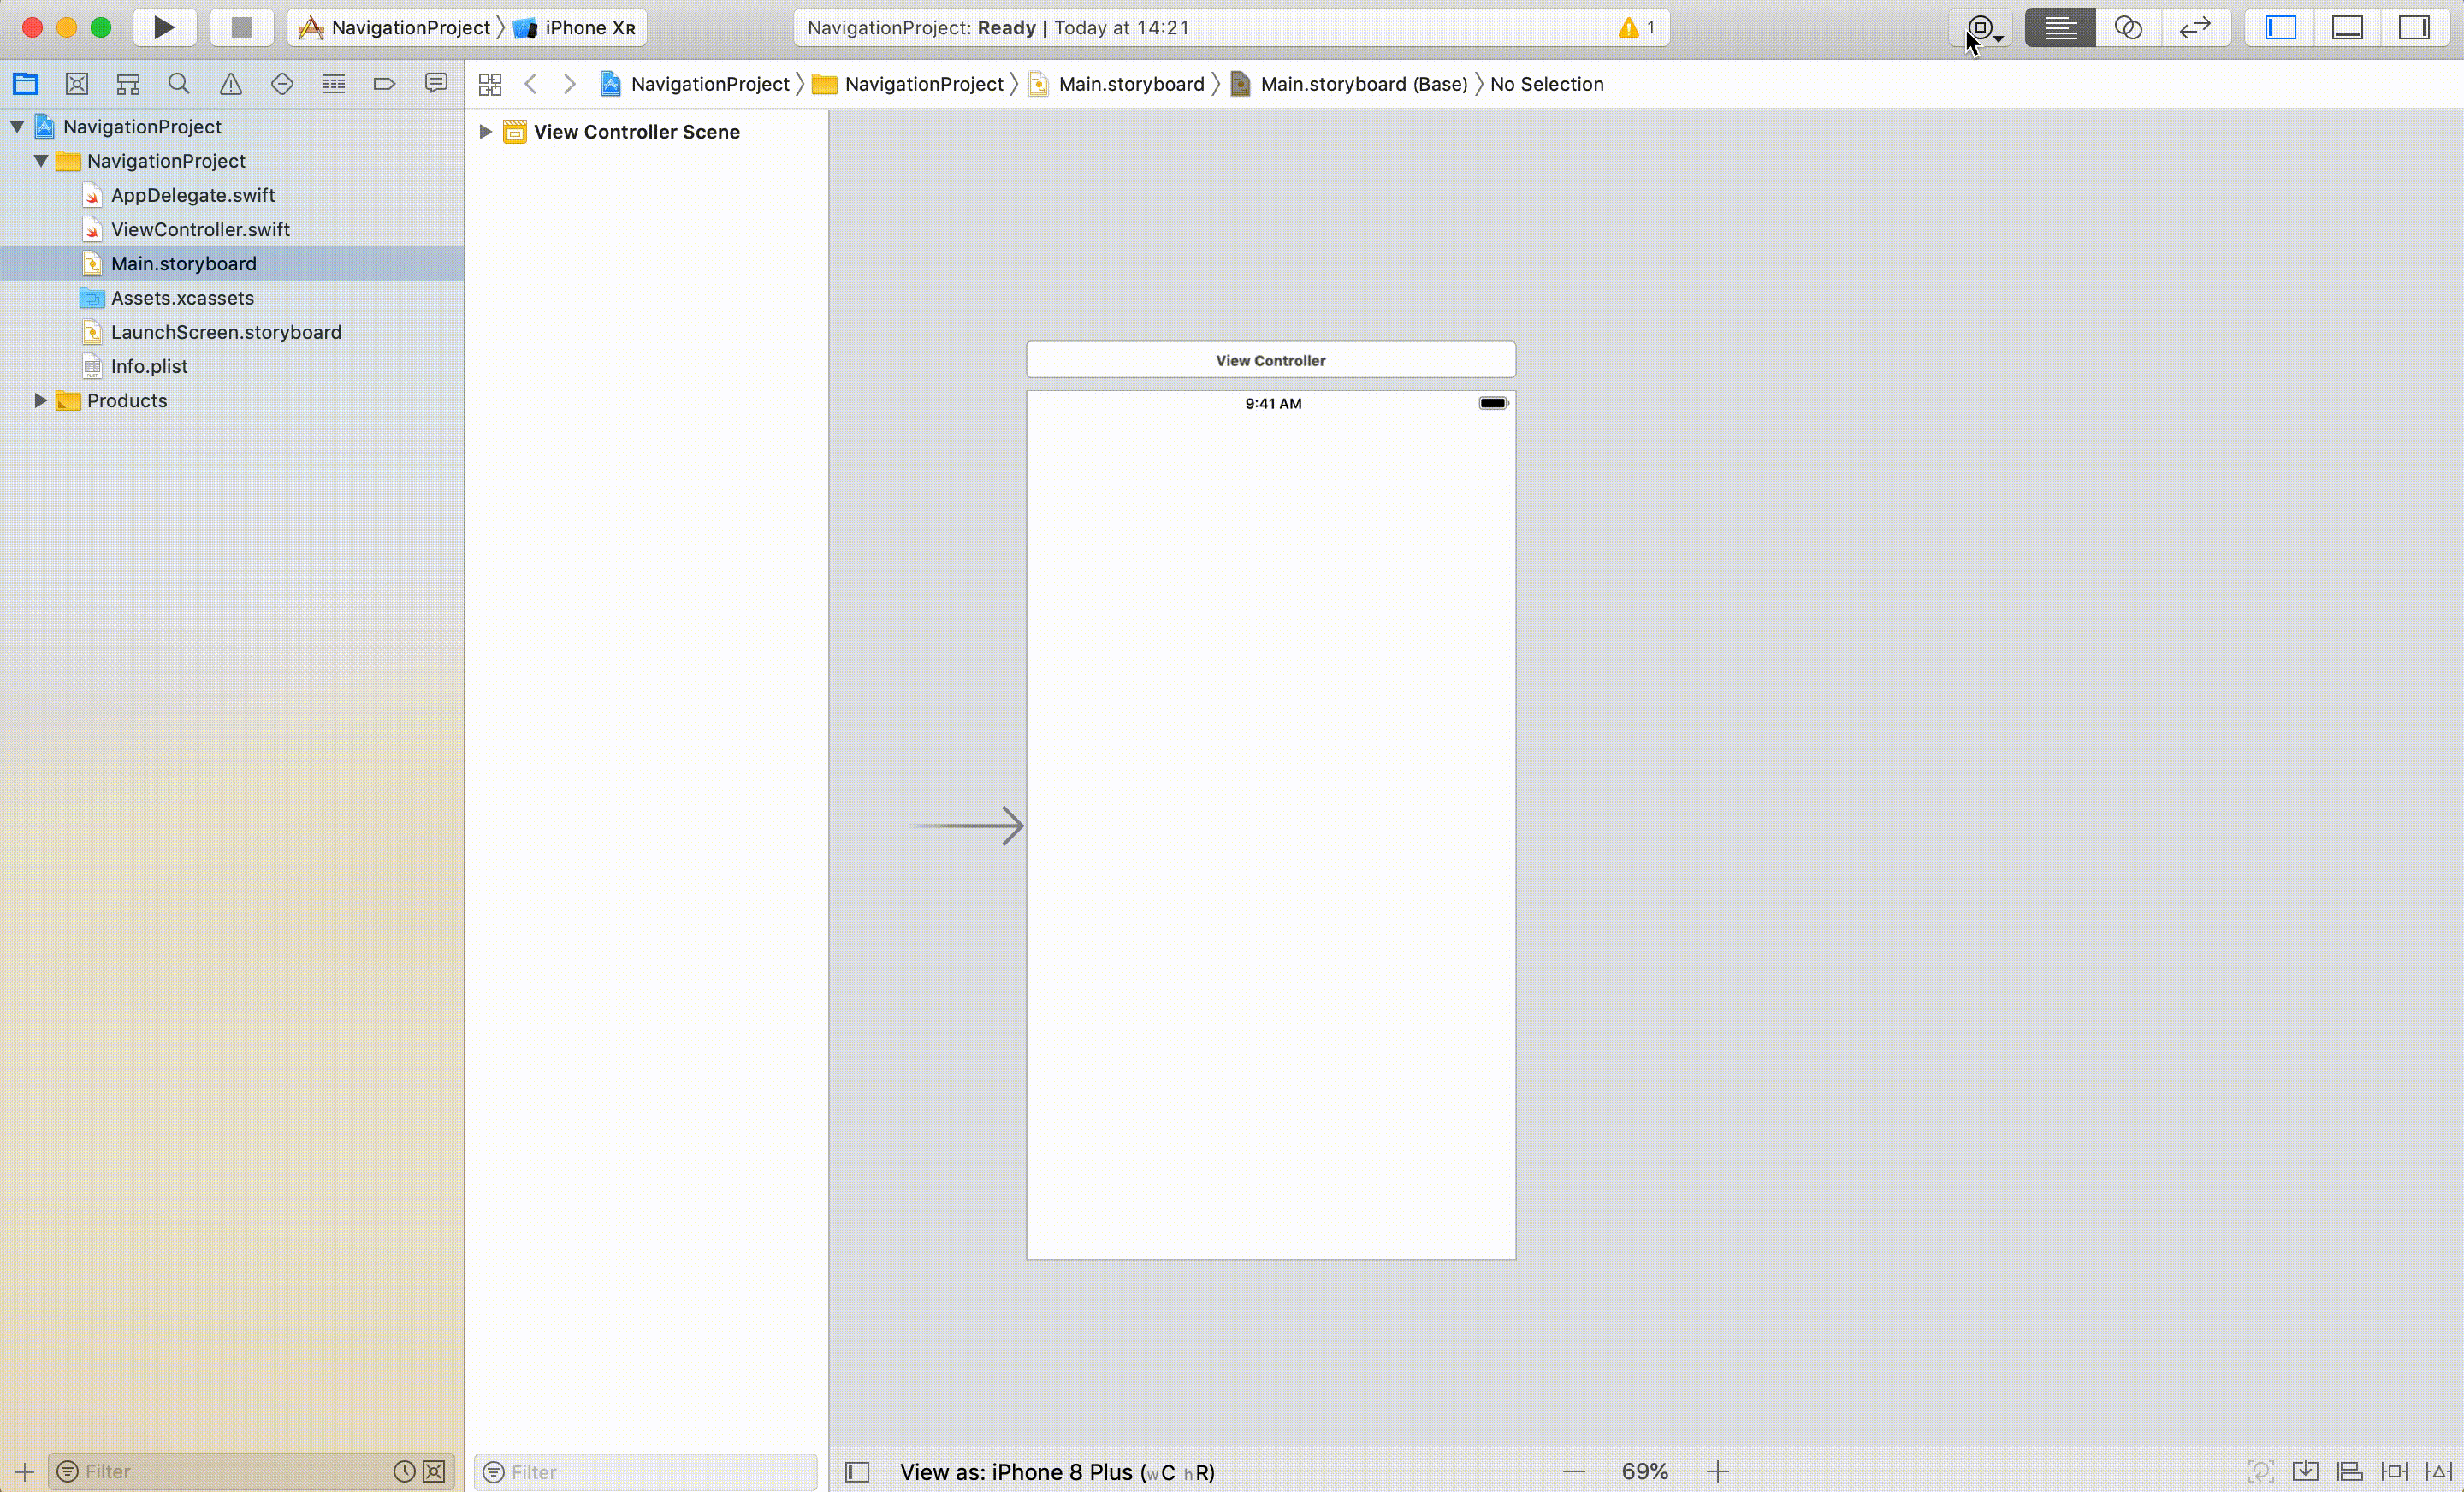 NavigationProject iPhone XR
NavigationProject: Ready | Today at 14:21
1
NavigationProject NavigationProject Main.storyboard Main.storyboard (Base) No Selection
NavigationProject
NavigationProject
AppDelegate.swift
ViewController.swift
Main.storyboard
Assets.xcassets
LaunchScreen.storyboard
Info.plist
Products
View Controller Scene
View Controller
9:41 AM
Filter
Filter
View as: iPhone 8 Plus (wC hR)
69%